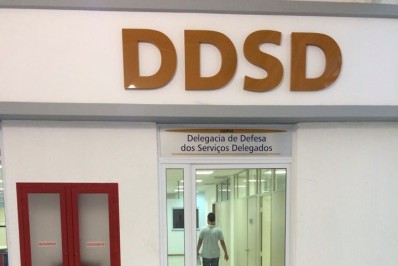 DDSD
Delegacia de Defesa
dos Serviços Delegados